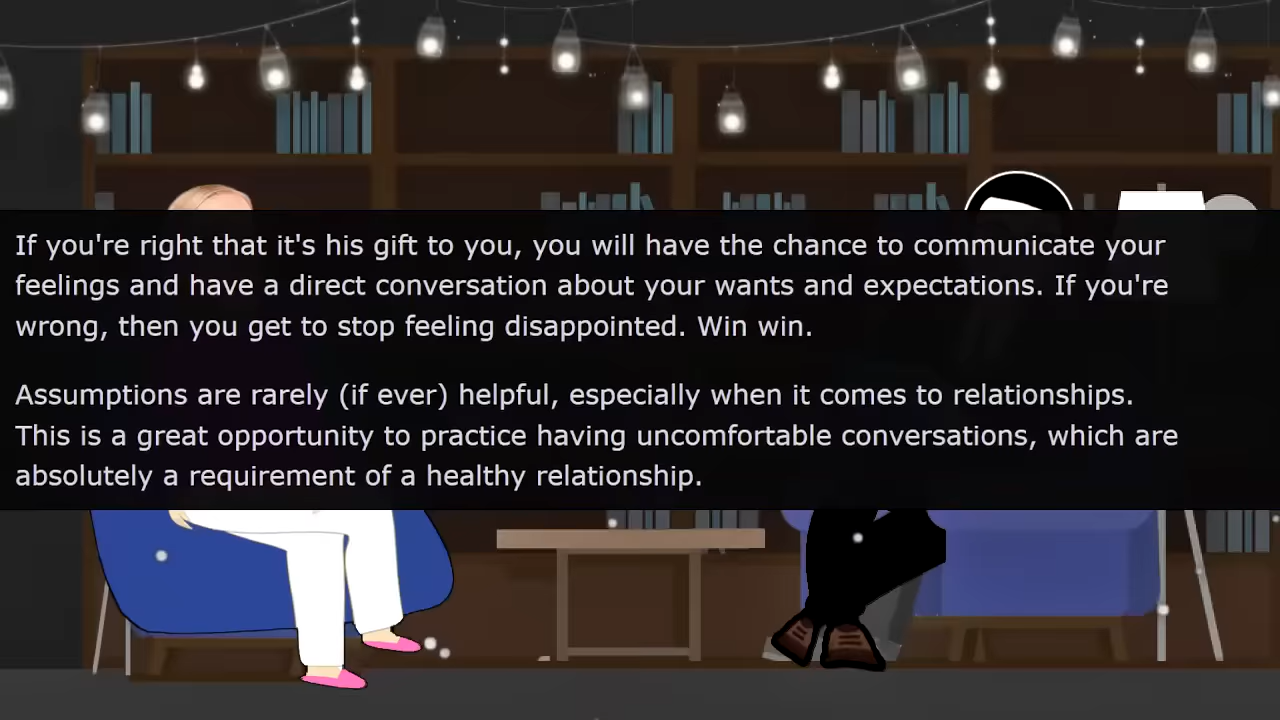 If you're right that it's his gift to you, you will have the chance to communicate your
feelings and have a direct conversation about your wants and expectations. If you're
wrong, then you get to stop feeling disappointed. Win win.
Assumptions are rarely (if ever) helpful, especially when it comes to relationships.
This is a great opportunity to practice having uncomfortable conversations, which are
absolutely a requirement of a healthy relationship.